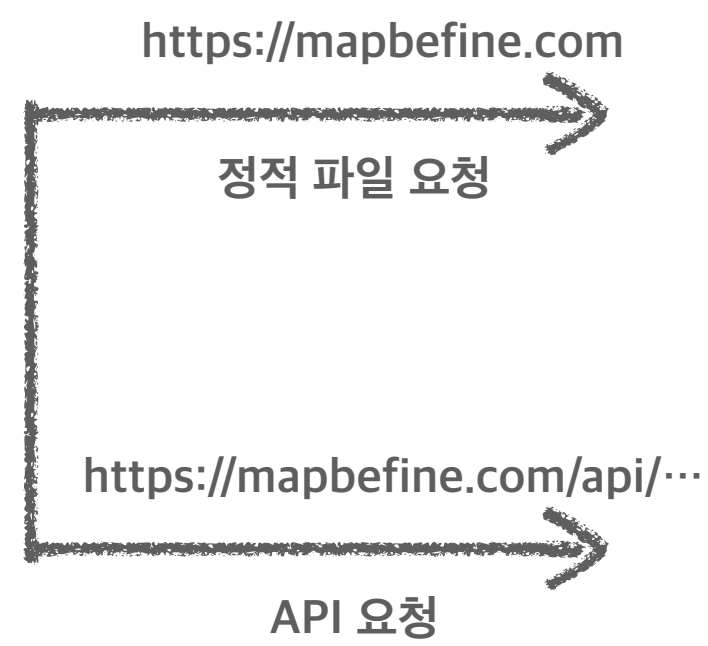 https://mapbefine.com
정적 파일 요청
https://mapbefine.com/api/…
API 요청